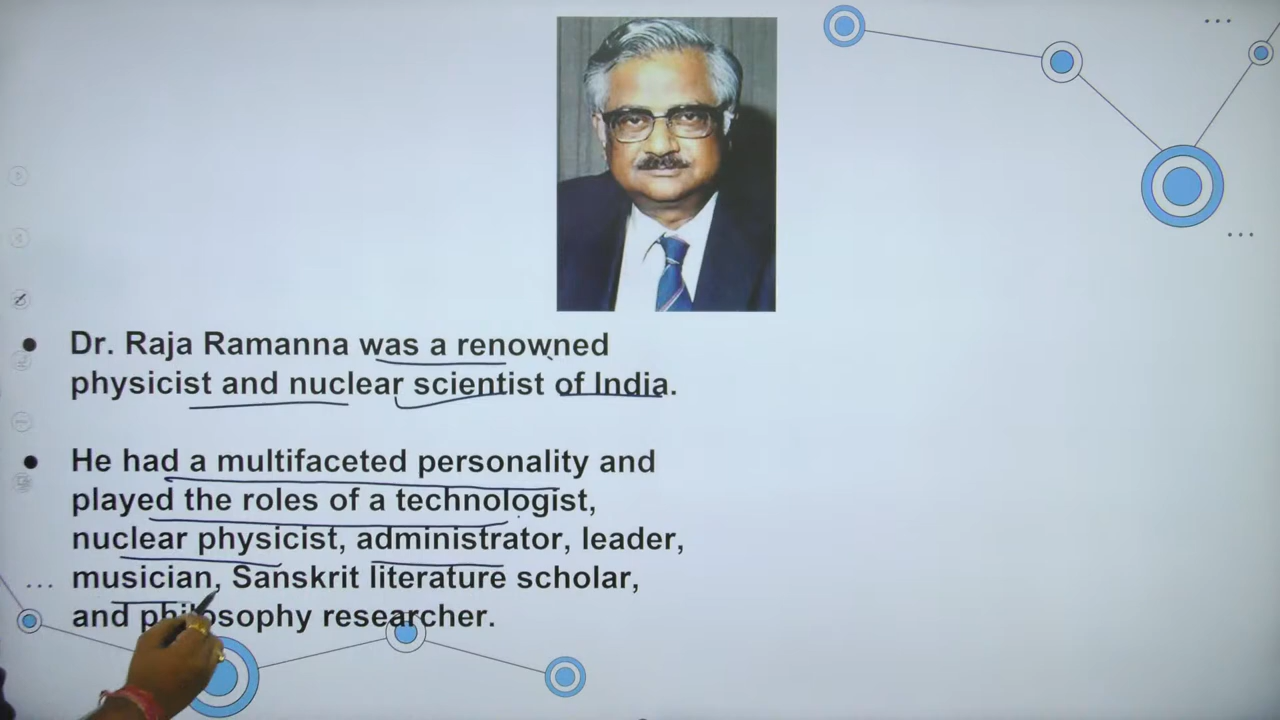 Dr. Raja Ramanna was a renowned
physicist and nuclear scientist of India.
He had a multifaceted personality and
played the roles of a technologist,
nuclear physicist, administrator, leader,
musician, Sanskrit literature scholar,
and philosophy researcher.